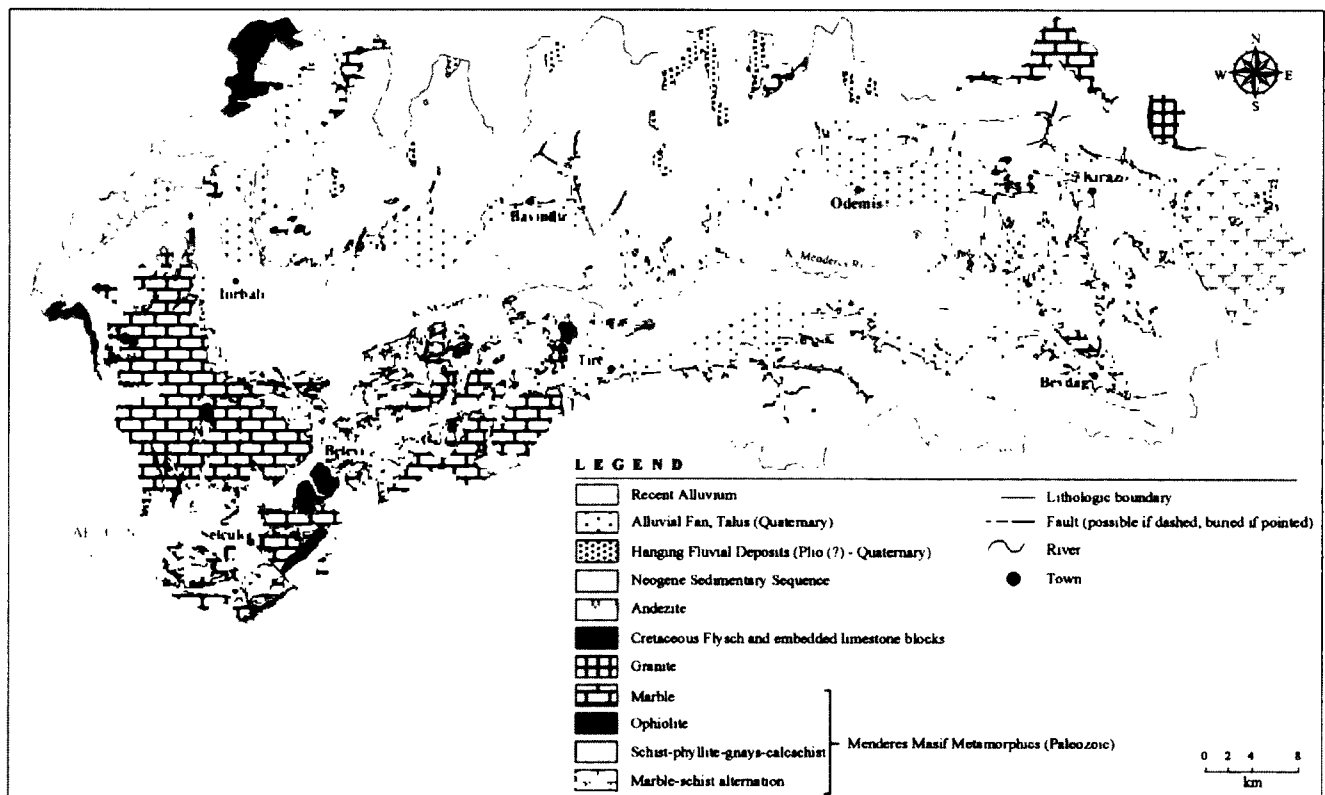 N
W E
S
Kiraz
Odemis
Bayindir
K. Menderes R.
Torbali
Tire
Beydag
Belevi
Selcuk
LEGEND
Recent Alluvium
Alluvial Fan, Talus (Quaternary)
Hanging Fluvial Deposits (Plio (?) - Quaternary)
Neogene Sedimentary Sequence
Andezite
Cretaceous Flysch and embedded limestone blocks
Granite
Marble
Ophiolite
Schist-phyllite-gnays-calcachist
Marble-schist alternation
Menderes Masif Metamorphics (Paleozoic)
Lithologic boundary
Fault (possible if dashed, buried if pointed)
River
Town
0 2 4 8
km